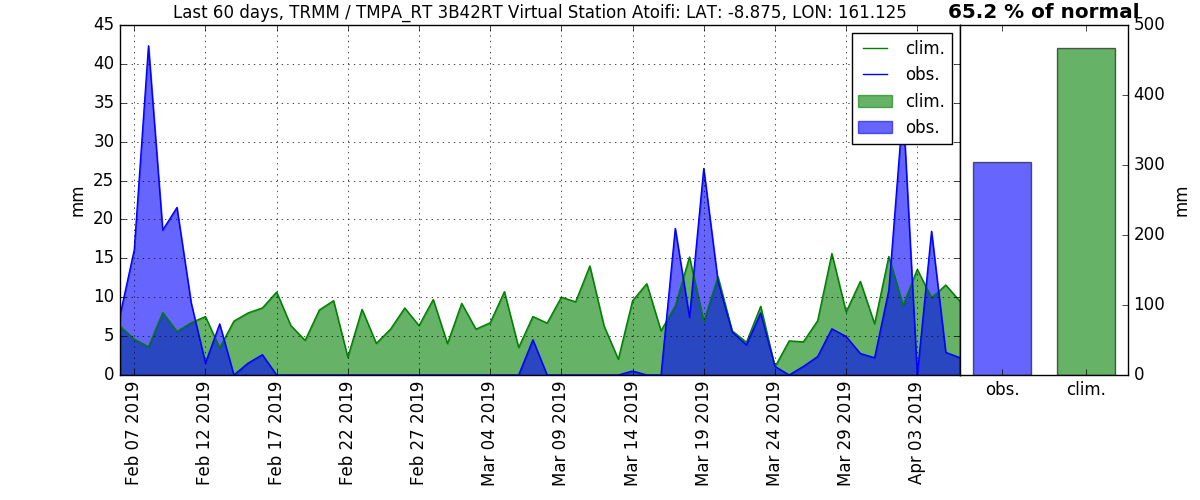 Last 60 days, TRMM / TMPA_RT 3B42RT Virtual Station Atoifi: LAT: -8.875, LON: 161.125
65.2 % of normal
45
40
35
30
25
20
15
10
5
0
mm
clim.
obs.
clim.
obs.
500
400
300
200
100
0
mm
Feb 07 2019
Feb 12 2019
Feb 17 2019
Feb 22 2019
Feb 27 2019
Mar 04 2019
Mar 09 2019
Mar 14 2019
Mar 19 2019
Mar 24 2019
Mar 29 2019
Apr 03 2019
obs.
clim.